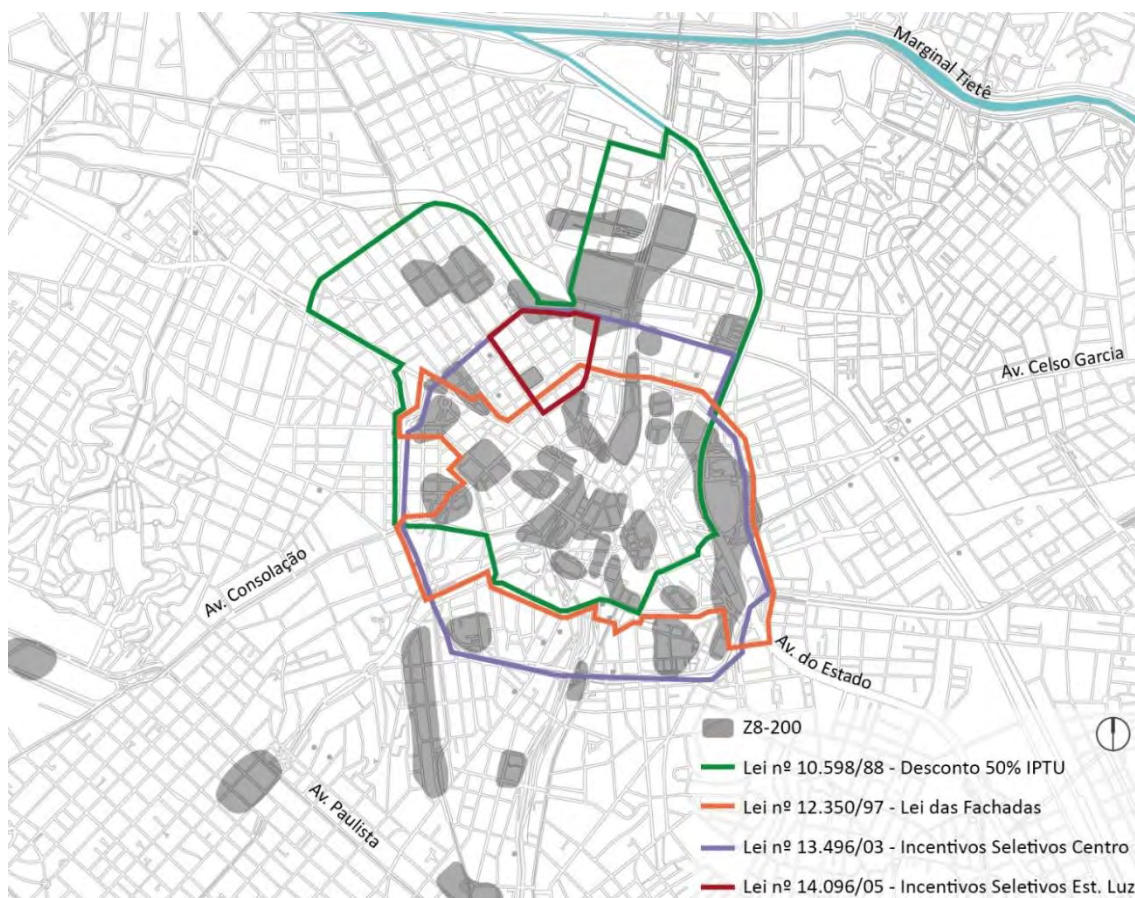 Marginal Tietê
Av. Celso Garcia
Av. Consolação
Av. do Estado
Av. Paulista
Z8-200
Lei nº 10.598/88 - Desconto 50% IPTU
Lei nº 12.350/97 - Lei das Fachadas
Lei nº 13.496/03 - Incentivos Seletivos Centro
Lei nº 14.096/05 - Incentivos Seletivos Est. Luz